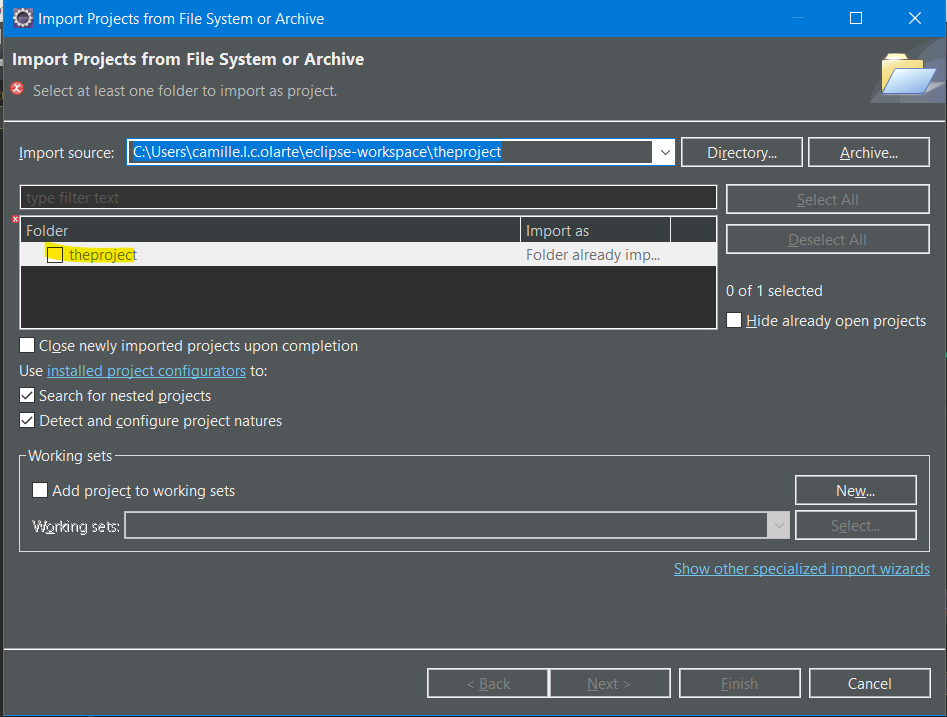 Import Projects from File System or Archive
Import Projects from File System or Archive
Select at least one folder to import as project.
Import source: C:\Users\camille.l.c.olarte\eclipse-workspace\theproject Directory... Archive...
type filter text Select All
Folder Import as
Deselect All
theproject Folder already imp...
0 of 1 selected
Hide already open projects
Close newly imported projects upon completion
Use installed project configurators to:
Search for nested projects
Detect and configure project natures
Working sets
Add project to working sets New...
Working sets: Select...
Show other specialized import wizards
< Back Next > Finish Cancel